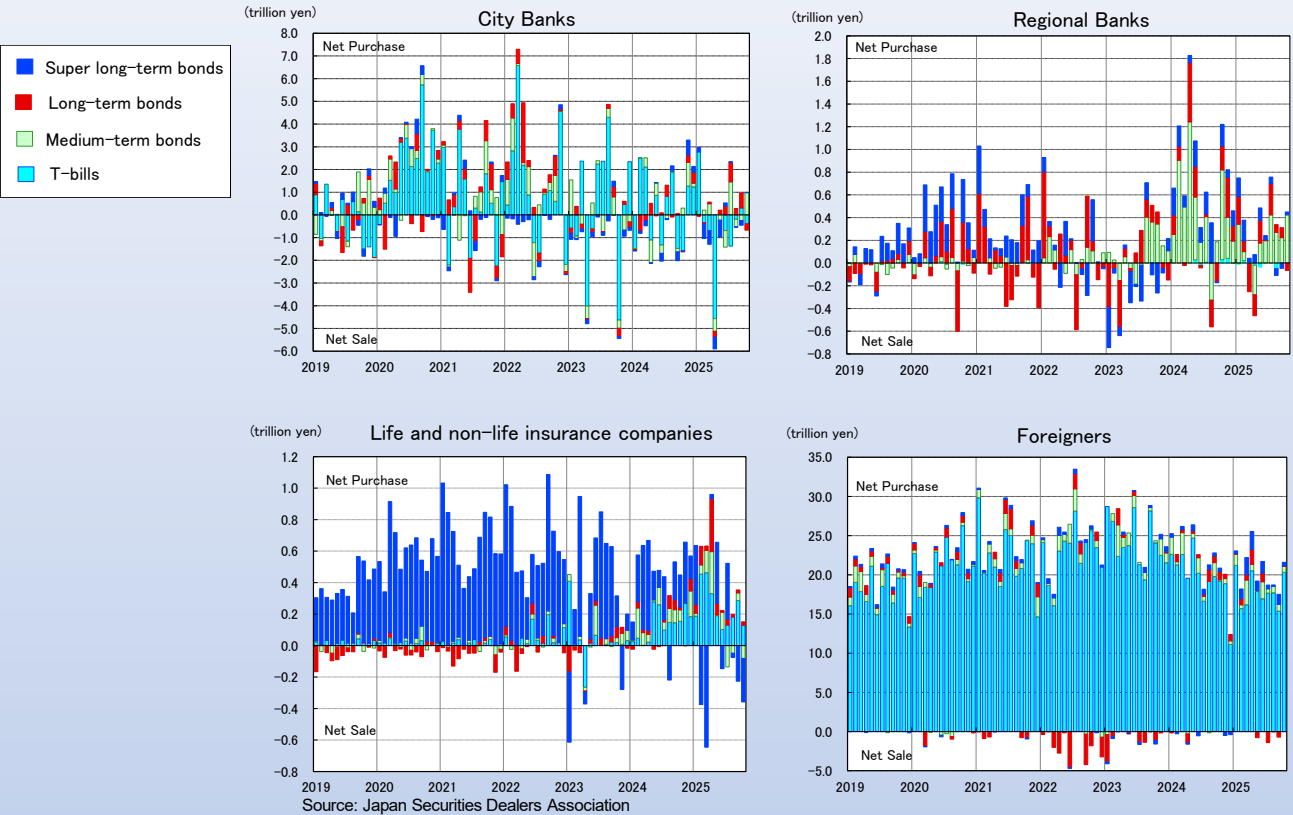 Super long-term bonds
Long-term bonds
Medium-term bonds
T-bills
(trillion yen)
City Banks
8.0
7.0
6.0
5.0
4.0
3.0
2.0
1.0
0.0
-1.0
-2.0
-3.0
-4.0
-5.0
-6.0
Net Purchase
Net Sale
2019 2020 2021 2022 2023 2024 2025
(trillion yen)
Regional Banks
2.0
1.8
1.6
1.4
1.2
1.0
0.8
0.6
0.4
0.2
0.0
-0.2
-0.4
-0.6
-0.8
Net Purchase
Net Sale
2019 2020 2021 2022 2023 2024 2025
(trillion yen)
Life and non-life insurance companies
1.2
1.0
0.8
0.6
0.4
0.2
0.0
-0.2
-0.4
-0.6
-0.8
Net Purchase
Net Sale
2019 2020 2021 2022 2023 2024 2025
(trillion yen)
Foreigners
35.0
30.0
25.0
20.0
15.0
10.0
5.0
0.0
-5.0
Net Purchase
Net Sale
2019 2020 2021 2022 2023 2024 2025
Source: Japan Securities Dealers Association